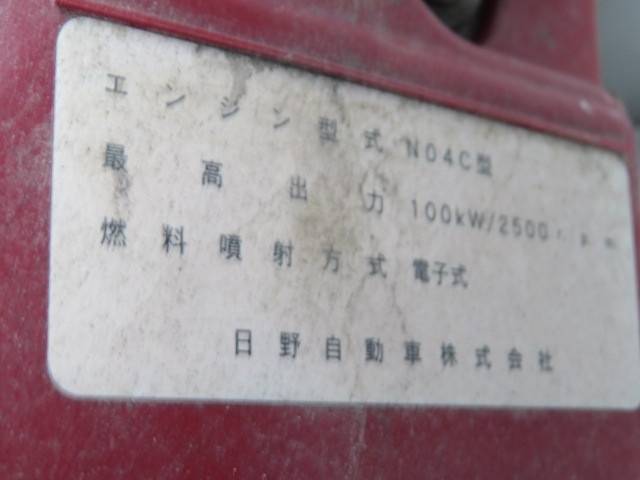 エンジン型式 N04C型
最高出力 100kW/2500r.p.m.
燃料噴射方式 電子式
日野自動車株式会社